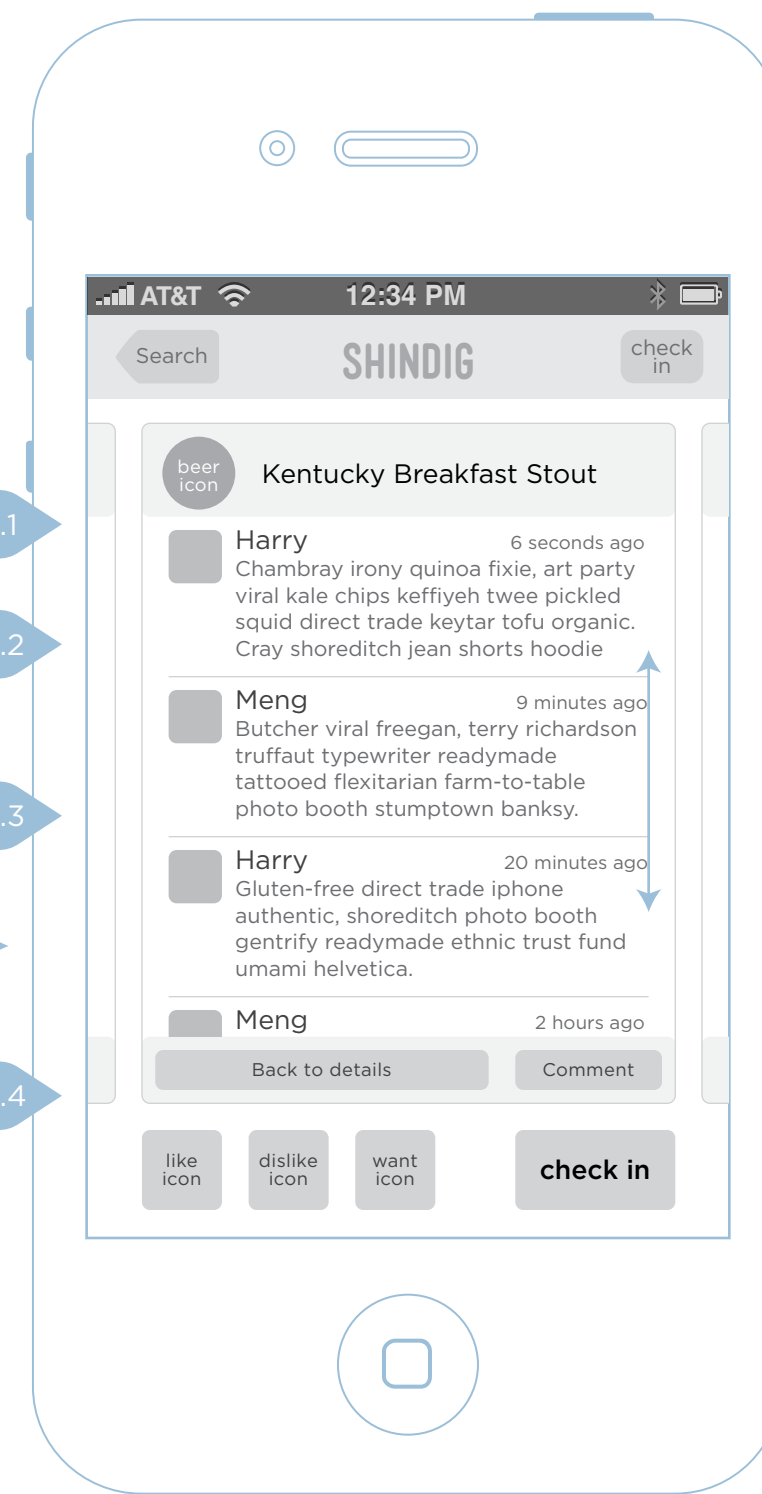 AT&T 12:34 PM
Search SHINDIG check
in
beer
icon
Kentucky Breakfast Stout
.1
Harry 6 seconds ago
Chambray irony quinoa fixie, art party
viral kale chips keffiyeh twee pickled
squid direct trade keytar tofu organic.
Cray shoreditch jean shorts hoodie
.2
Meng 9 minutes ago
Butcher viral freegan, terry richardson
truffaut typewriter readymade
tattooed flexitarian farm-to-table
photo booth stumptown banksy.
.3
Harry 20 minutes ago
Gluten-free direct trade iphone
authentic, shoreditch photo booth
gentrify readymade ethnic trust fund
umami helvetica.
Meng 2 hours ago
Back to details Comment
.4
like
icon
dislike
icon
want
icon
check in